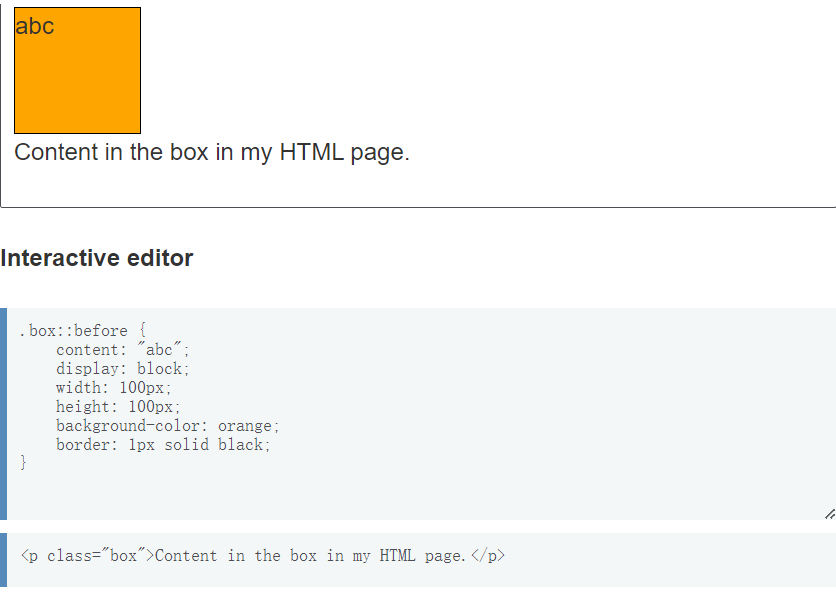 abc
Content in the box in my HTML page.
Interactive editor
.box::before {
    content: "abc";
    display: block;
    width: 100px;
    height: 100px;
    background-color: orange;
    border: 1px solid black;
}
<p class="box">Content in the box in my HTML page.</p>